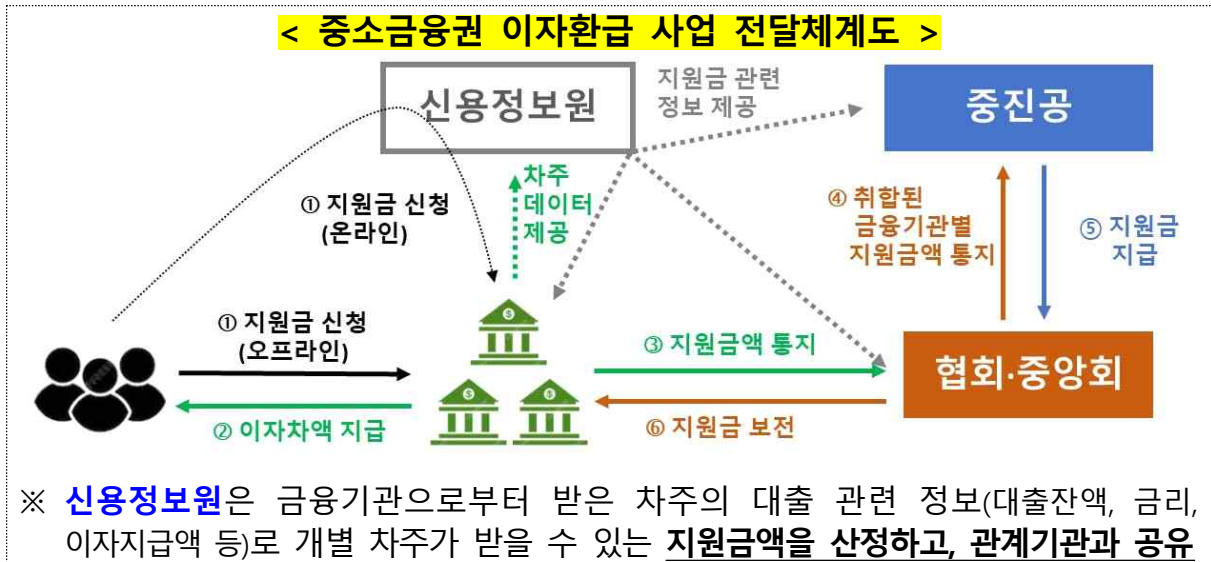 < 중소금융권 이자환급 사업 전달체계도 >
신용정보원
지원금 관련
정보 제공
중진공
① 지원금 신청
(온라인)
차주
데이터
제공
④ 취합된
금융기관별
지원금액 통지
⑤ 지원금
지급
① 지원금 신청
(오프라인)
③ 지원금액 통지
협회·중앙회
② 이자차액 지급
⑥ 지원금 보전
※ 신용정보원은 금융기관으로부터 받은 차주의 대출 관련 정보(대출잔액, 금리,
이자지급액 등)로 개별 차주가 받을 수 있는 지원금액을 산정하고, 관계기관과 공유